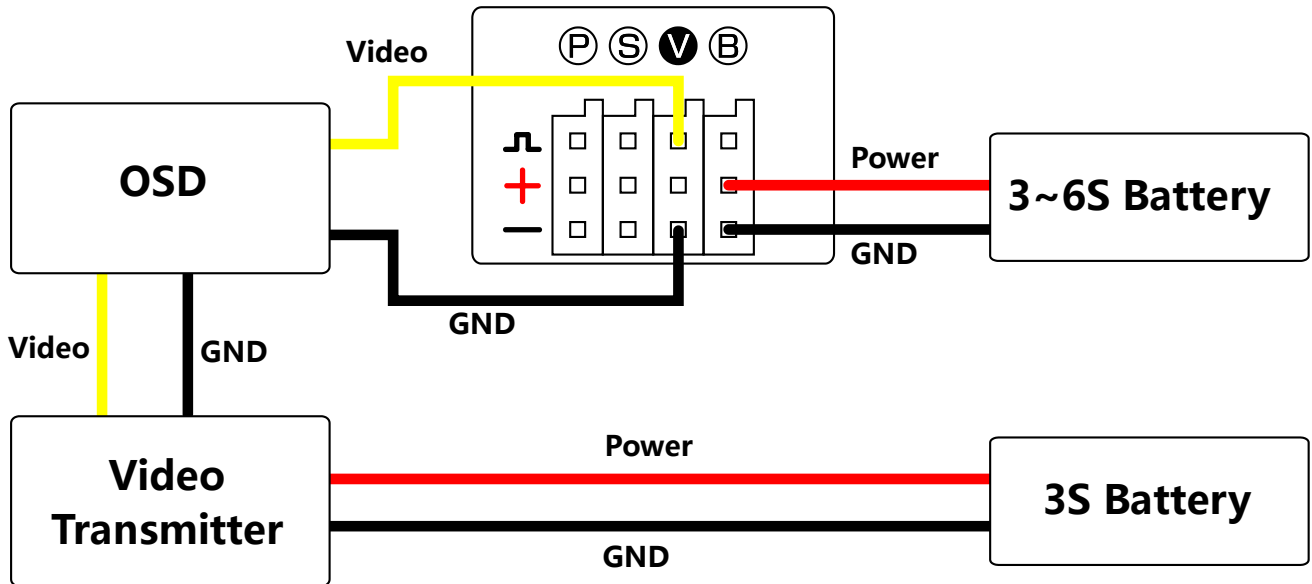 Video
P S V B
OSD
Power
3~6S Battery
GND
GND
Video
GND
Video
Transmitter
Power
3S Battery
GND